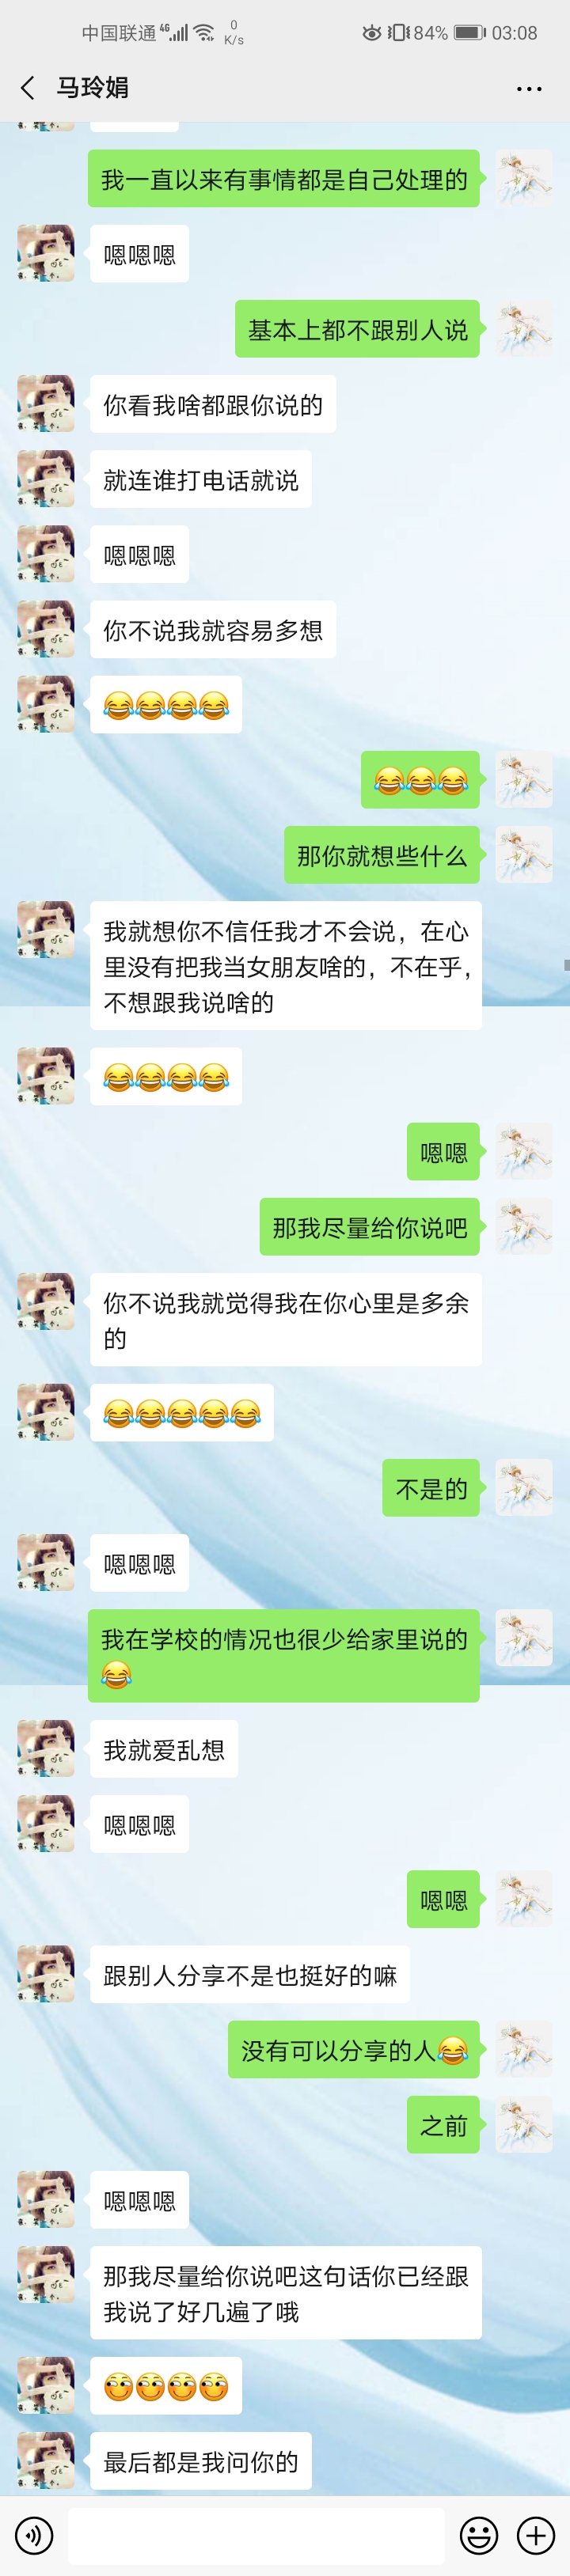 中国联通 4G 0 K/s 84% 03:08
马玲娟
我一直以来有事情都是自己处理的
嗯嗯嗯
基本上都不跟别人说
你看我啥都跟你说的
就连谁打电话就说
嗯嗯嗯
你不说我就容易多想
😂😂😂😂
😂😂😂
那你就想些什么
我就想你不信任我才不会说，在心
里没有把我当女朋友啥的，不在乎，
不想跟我说啥的
😂😂😂😂
嗯嗯
那我尽量给你说吧
你不说我就觉得我在你心里是多余
的
😂😂😂😂😂
不是的
嗯嗯嗯
我在学校的情况也很少给家里说的
😂
我就爱乱想
嗯嗯嗯
嗯嗯
跟别人分享不是也挺好的嘛
没有可以分享的人😂
之前
嗯嗯嗯
那我尽量给你说吧这句话你已经跟
我说了好几遍了哦
最后都是我问你的